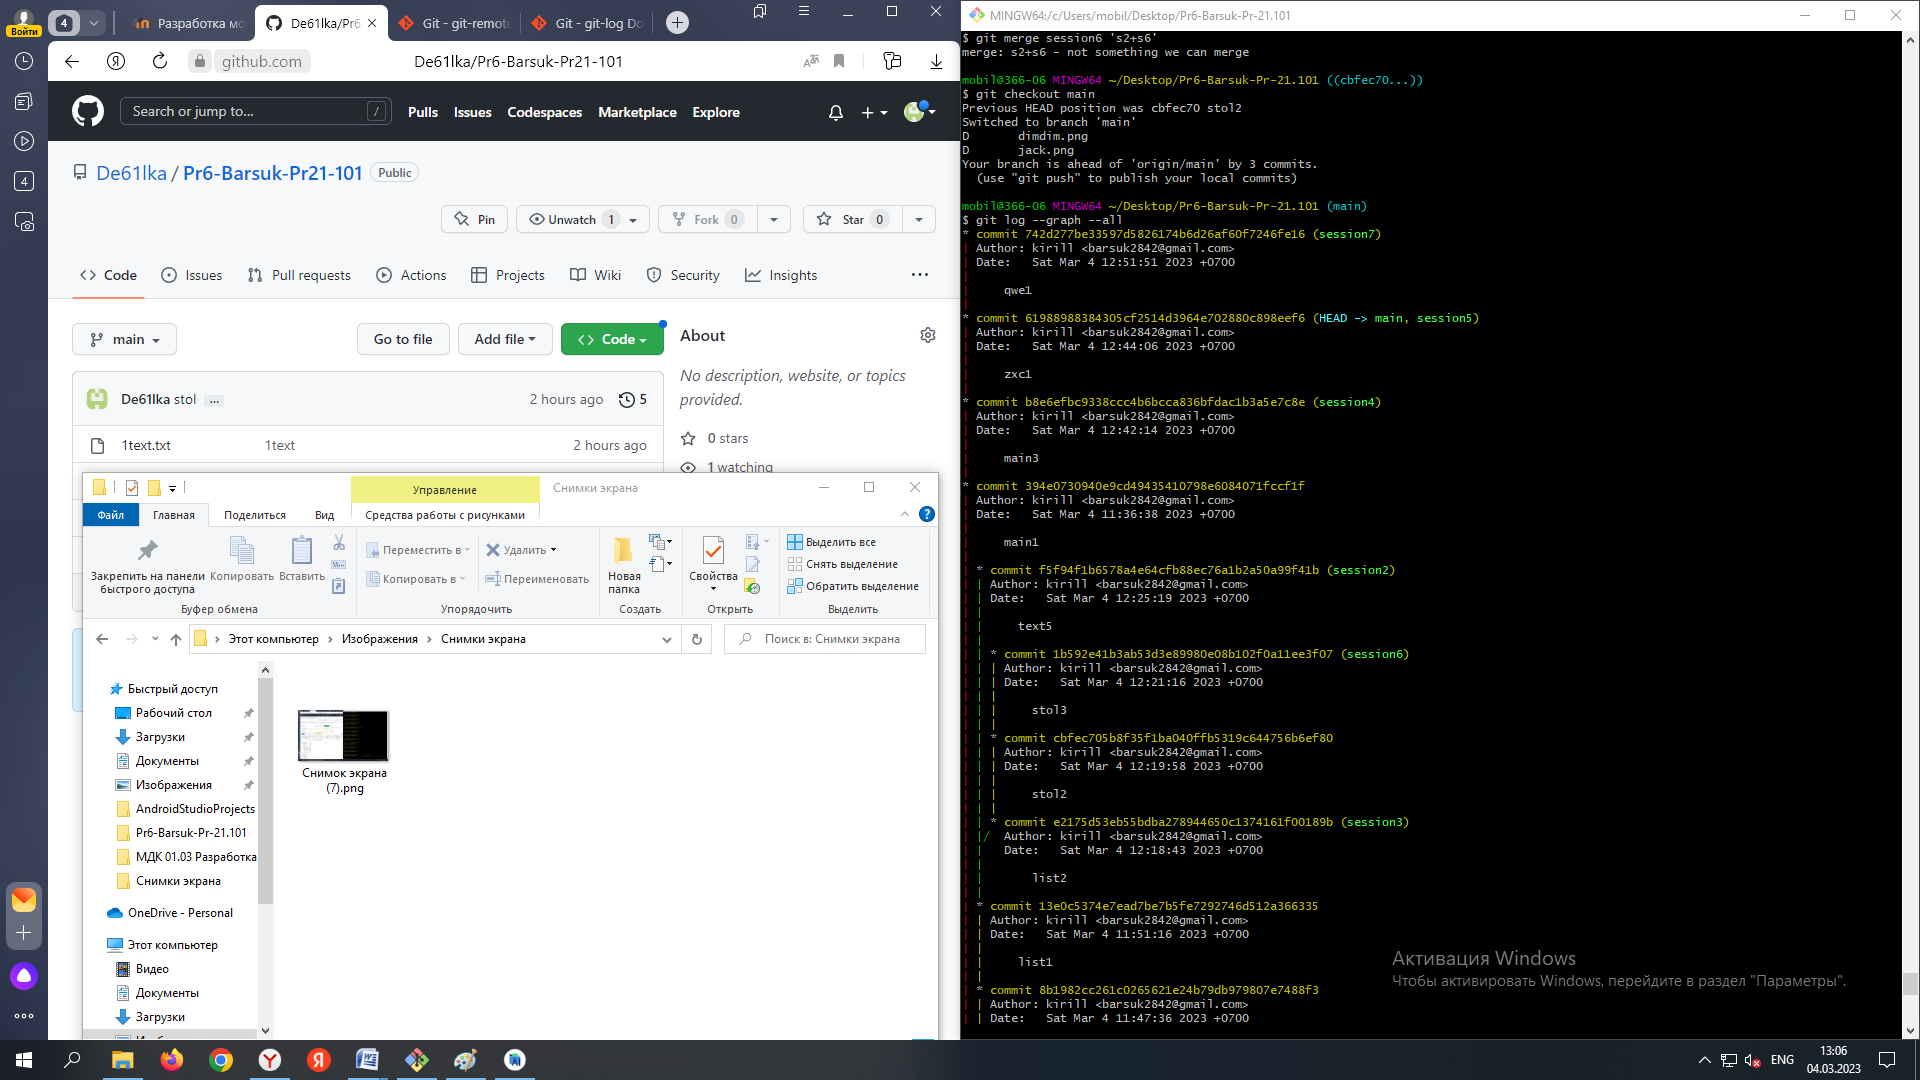 Войти
4
Разработка мо
De61lka/Pr6
Git - git-remote
Git - git-log Do
github.com
De61lka/Pr6-Barsuk-Pr21-101
Search or jump to...
/
Pulls
Issues
Codespaces
Marketplace
Explore
4
De61lka / Pr6-Barsuk-Pr21-101
Public
Pin
Unwatch 1
Fork 0
Star 0
Code
Issues
Pull requests
Actions
Projects
Wiki
Security
Insights
main
Go to file
Add file
Code
About
No description, website, or topics
provided.
De61lka stol ...
2 hours ago
5
1text.txt
1text
2 hours ago
0 stars
1 watching
Управление
Снимки экрана
Файл
Главная
Поделиться
Вид
Средства работы с рисунками
Закрепить на панели
быстрого доступа
Копировать
Вставить
Буфер обмена
Переместить в
Копировать в
Удалить
Переименовать
Упорядочить
Новая
папка
Создать
Свойства
Открыть
Выделить все
Снять выделение
Обратить выделение
Выделить
Этот компьютер
Изображения
Снимки экрана
Поиск в: Снимки экрана
Быстрый доступ
Рабочий стол
Загрузки
Документы
Изображения
AndroidStudioProjects
Pr6-Barsuk-Pr-21.101
МДК 01.03 Разработка
Снимки экрана
OneDrive - Personal
Этот компьютер
Видео
Документы
Загрузки
Снимок экрана
(7).png
MINGW64:/c/Users/mobil/Desktop/Pr6-Barsuk-Pr-21.101
$ git merge session6 's2+s6'
merge: s2+s6 - not something we can merge
mobil@366-06 MINGW64 ~/Desktop/Pr6-Barsuk-Pr-21.101 ((cbfec70...))
$ git checkout main
Previous HEAD position was cbfec70 stol2
Switched to branch 'main'
D       dimdim.png
D       jack.png
Your branch is ahead of 'origin/main' by 3 commits.
  (use "git push" to publish your local commits)
mobil@366-06 MINGW64 ~/Desktop/Pr6-Barsuk-Pr-21.101 (main)
$ git log --graph --all
* commit 742d277be33597d5826174b6d26af60f7246fe16 (session7)
| Author: kirill <barsuk2842@gmail.com>
| Date:   Sat Mar 4 12:51:51 2023 +0700
|
|     qwe1
|
* commit 61988988384305cf2514d3964e702880c898eef6 (HEAD -> main, session5)
| Author: kirill <barsuk2842@gmail.com>
| Date:   Sat Mar 4 12:44:06 2023 +0700
|
|     zxc1
|
* commit b8e6efbc9338ccc4b6bcca836bfdac1b3a5e7c8e (session4)
| Author: kirill <barsuk2842@gmail.com>
| Date:   Sat Mar 4 12:42:14 2023 +0700
|
|     main3
|
* commit 394e0730940e9cd49435410798e6084071fccf1f
| Author: kirill <barsuk2842@gmail.com>
| Date:   Sat Mar 4 11:36:38 2023 +0700
|
|     main1
|
| * commit f5f94f1b6578a4e64cfb88ec76a1b2a50a99f41b (session2)
| | Author: kirill <barsuk2842@gmail.com>
| | Date:   Sat Mar 4 12:25:19 2023 +0700
| |
| |     text5
| |
| | * commit 1b592e41b3ab53d3e89980e08b102f0a11ee3f07 (session6)
| | | Author: kirill <barsuk2842@gmail.com>
| | | Date:   Sat Mar 4 12:21:16 2023 +0700
| | |
| | |     stol3
| | |
| | * commit cbfec705b8f35f1ba040ffb5319c644756b6ef80
| | | Author: kirill <barsuk2842@gmail.com>
| | | Date:   Sat Mar 4 12:19:58 2023 +0700
| | |
| | |     stol2
| | |
| | * commit e2175d53eb55bdba278944650c1374161f00189b (session3)
| |/  Author: kirill <barsuk2842@gmail.com>
| |   Date:   Sat Mar 4 12:18:43 2023 +0700
| |
| |       list2
| |
| * commit 13e0c5374e7ead7be7b5fe7292746d512a366335
| | Author: kirill <barsuk2842@gmail.com>
| | Date:   Sat Mar 4 11:51:16 2023 +0700
| |
| |     list1
| |
| * commit 8b1982cc261c0265621e24b79db979807e7488f3
| | Author: kirill <barsuk2842@gmail.com>
| | Date:   Sat Mar 4 11:47:36 2023 +0700
Активация Windows
Чтобы активировать Windows, перейдите в раздел "Параметры".
ENG
13:06
04.03.2023